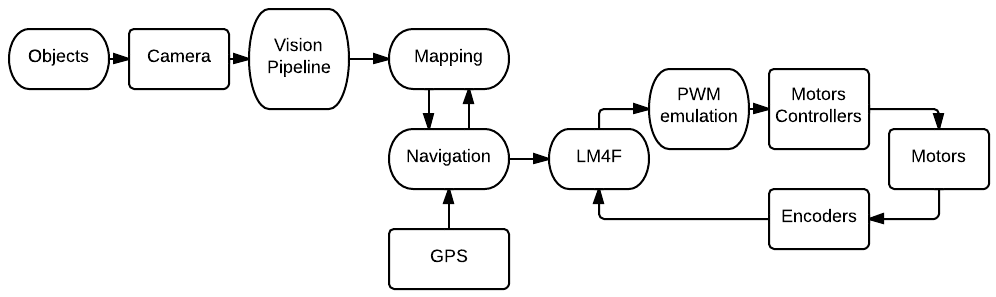 Objects
Camera
Vision
Pipeline
Mapping
Navigation
GPS
LM4F
PWM
emulation
Motors
Controllers
Motors
Encoders